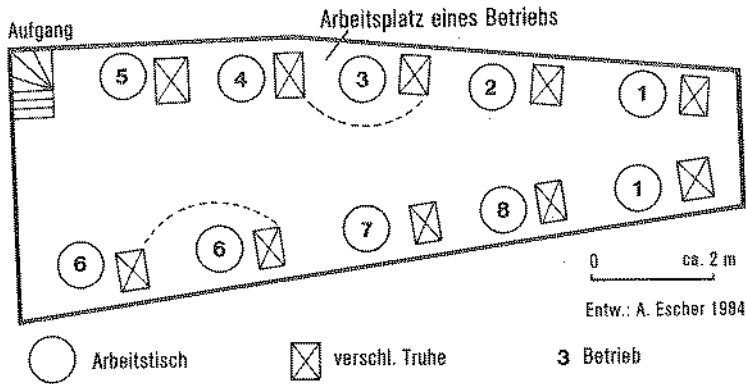 Arbeitsplatz eines Betriebs
Aufgang
5 4 3 2 1
6 6 7 8 1
0 ca. 2 m
Entw.: A. Escher 1984
Arbeitstisch verschl. Truhe 3 Betrieb